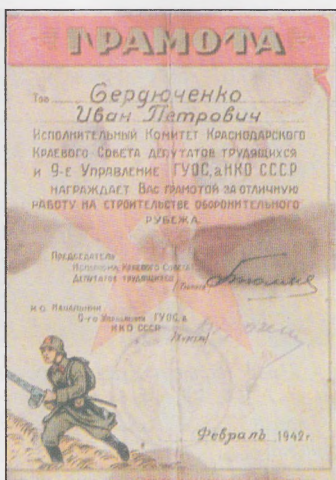 ГРАМОТА
Тов. Сердюченко
Иван Петрович
Исполнительный Комитет Краснодарского
Краевого Совета депутатов трудящихся
и 9-е Управление ГУОС, а НКО СССР
награждает Вас грамотой за отличную
работу на строительстве оборонительного
рубежа.
Председатель
Исполкома Краевого Совета
Депутатов трудящихся
И.О. Начальника
9-го Управления ГУОС, а
НКО СССР
Февраль 1942г.